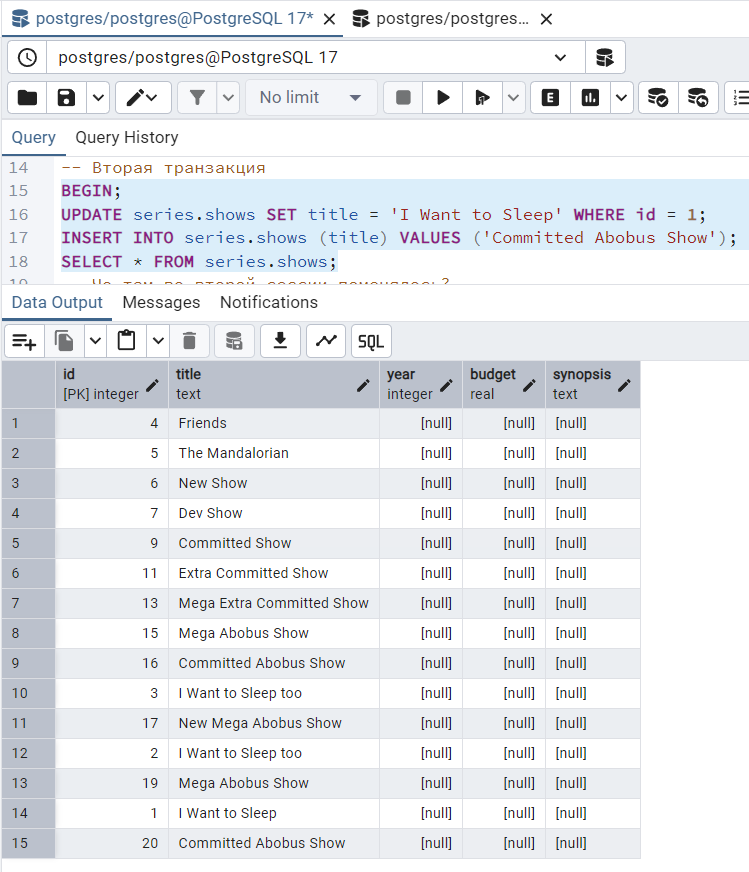 postgres/postgres@PostgreSQL 17*
postgres/postgres...
postgres/postgres@PostgreSQL 17
No limit
E
Query
Query History
14 -- Вторая транзакция
15 BEGIN;
16 UPDATE series.shows SET title = 'I Want to Sleep' WHERE id = 1;
17 INSERT INTO series.shows (title) VALUES ('Committed Abobus Show');
18 SELECT * FROM series.shows;
Data Output
Messages
Notifications
SQL
id title year budget synopsis
[PK] integer text integer real text
1 4 Friends [null] [null] [null]
2 5 The Mandalorian [null] [null] [null]
3 6 New Show [null] [null] [null]
4 7 Dev Show [null] [null] [null]
5 9 Committed Show [null] [null] [null]
6 11 Extra Committed Show [null] [null] [null]
7 13 Mega Extra Committed Show [null] [null] [null]
8 15 Mega Abobus Show [null] [null] [null]
9 16 Committed Abobus Show [null] [null] [null]
10 3 I Want to Sleep too [null] [null] [null]
11 17 New Mega Abobus Show [null] [null] [null]
12 2 I Want to Sleep too [null] [null] [null]
13 19 Mega Abobus Show [null] [null] [null]
14 1 I Want to Sleep [null] [null] [null]
15 20 Committed Abobus Show [null] [null] [null]